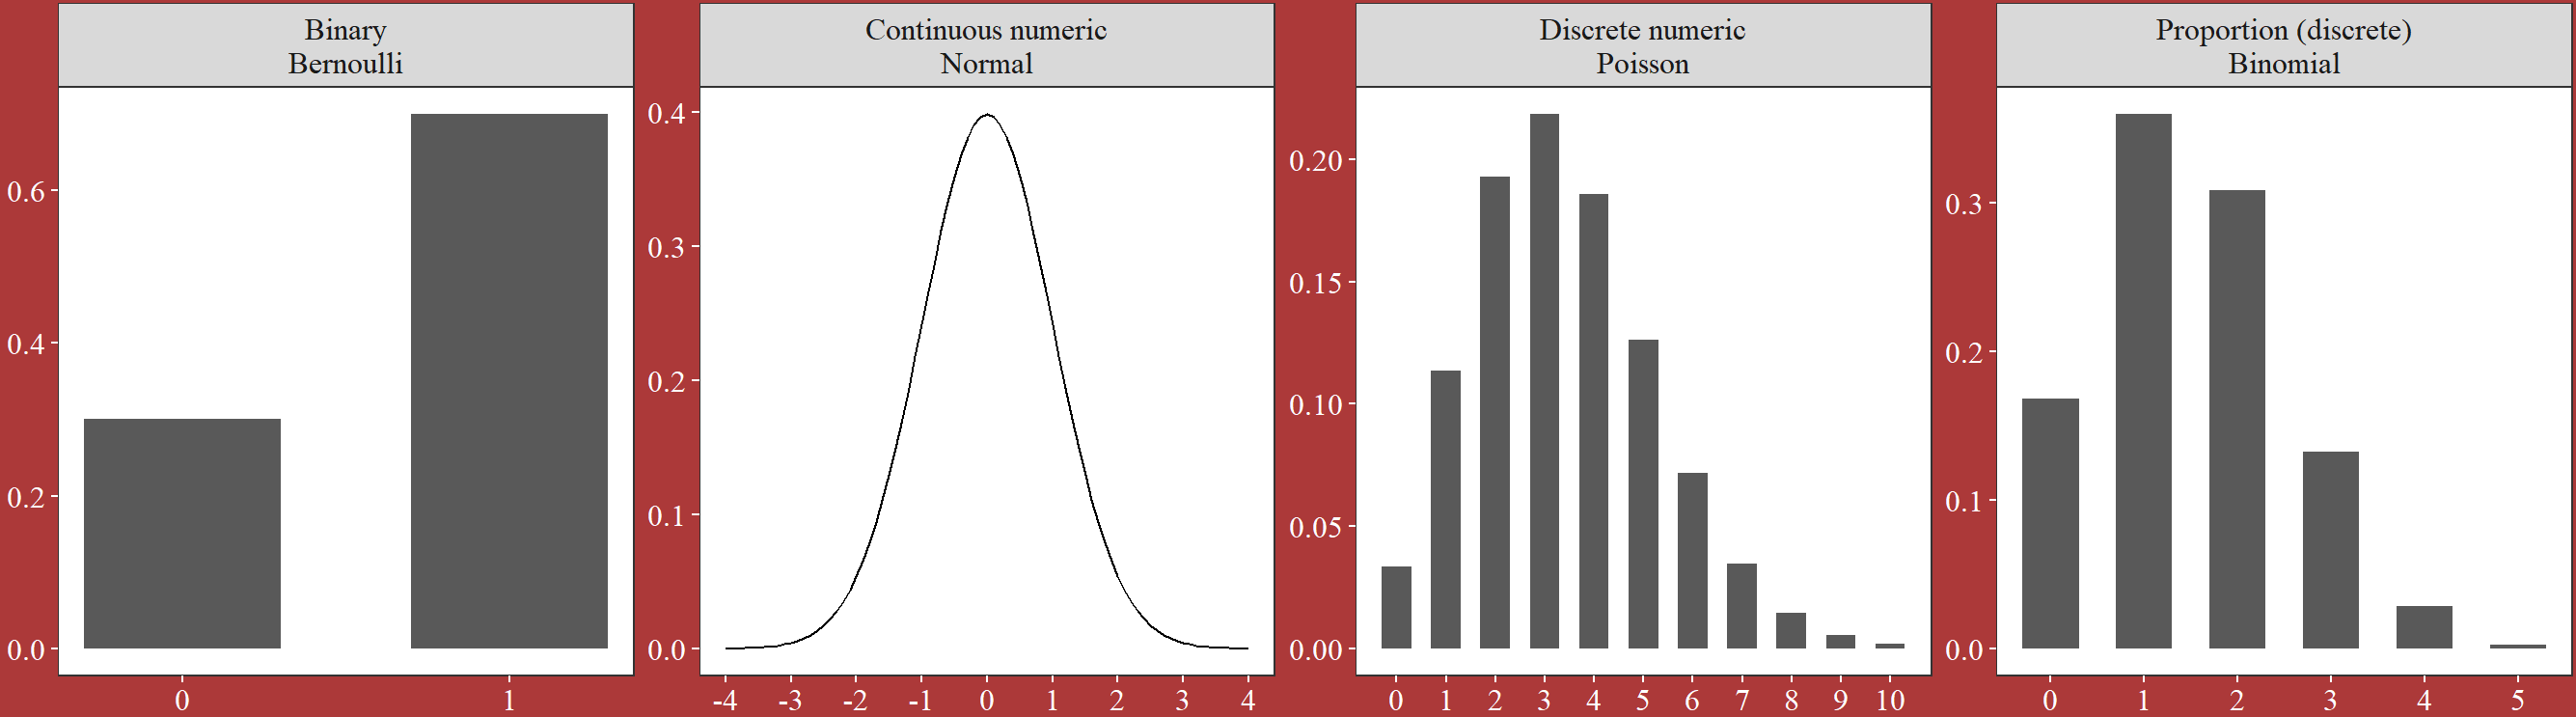 Binary
Bernoulli
0.6
0.4
0.2
0.0
0 1
Continuous numeric
Normal
0.4
0.3
0.2
0.1
0.0
-4 -3 -2 -1 0 1 2 3 4
Discrete numeric
Poisson
0.20
0.15
0.10
0.05
0.00
0 1 2 3 4 5 6 7 8 9 10
Proportion (discrete)
Binomial
0.3
0.2
0.1
0.0
0 1 2 3 4 5